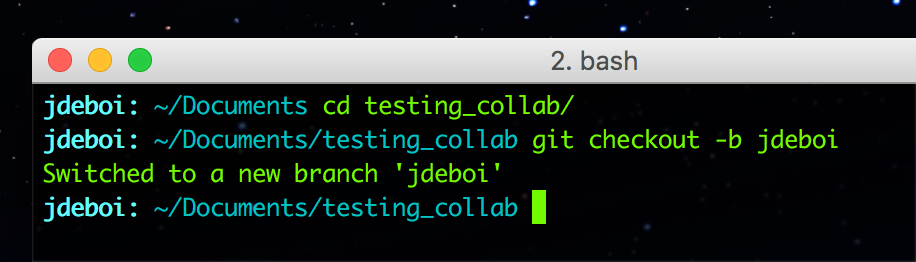 2. bash
jdeboi: ~/Documents cd testing_collab/
jdeboi: ~/Documents/testing_collab git checkout -b jdeboi
Switched to a new branch 'jdeboi'
jdeboi: ~/Documents/testing_collab